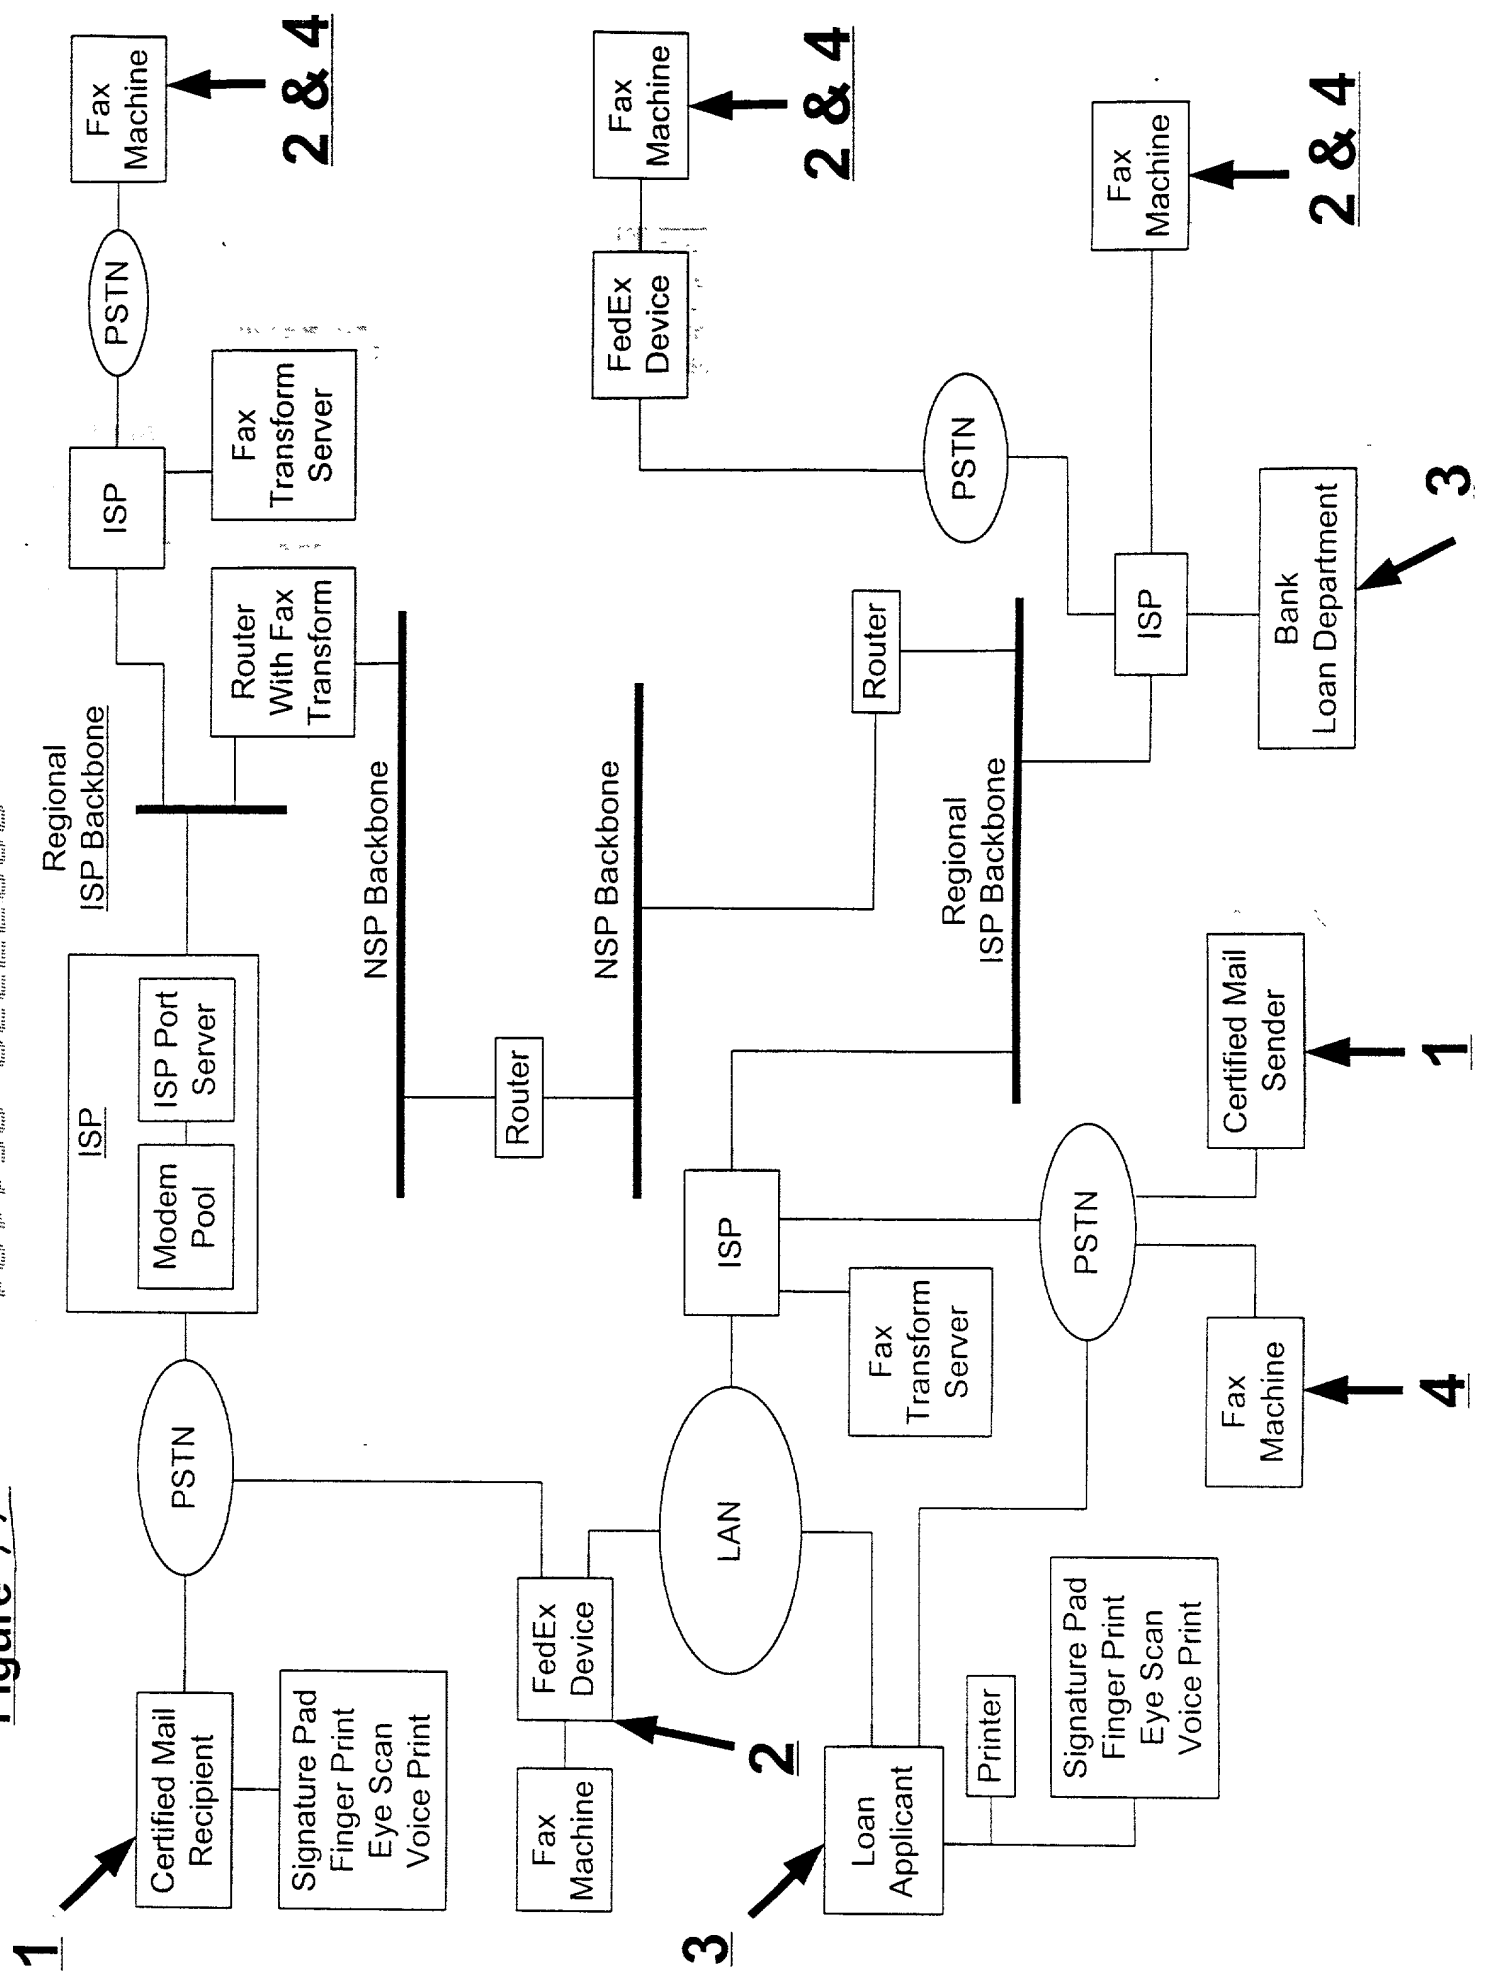 Figure
1
Certified Mail
Recipient
PSTN
ISP
Modem
Pool
ISP Port
Server
Regional
ISP Backbone
ISP
PSTN
Fax
Machine
2 & 4
Signature Pad
Finger Print
Eye Scan
Voice Print
Router
With Fax
Transform
Fax
Transform
Server
NSP Backbone
Fax
Machine
FedEx
Device
2
Router
NSP Backbone
FedEx
Device
Fax
Machine
2 & 4
3
Loan
Applicant
LAN
ISP
Fax
Transform
Server
Regional
ISP Backbone
Router
PSTN
Printer
Signature Pad
Finger Print
Eye Scan
Voice Print
PSTN
ISP
Fax
Machine
2 & 4
Fax
Machine
4
Certified Mail
Sender
1
Bank
Loan Department
3